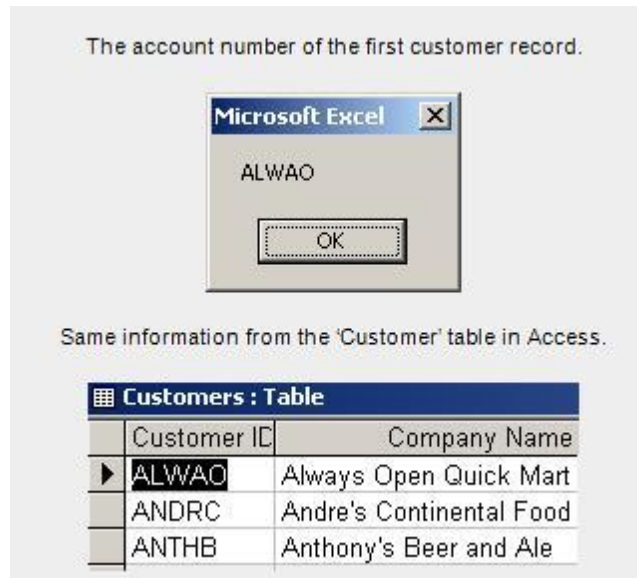 The account number of the first customer record.
Microsoft Excel
ALWAO
OK
Same information from the 'Customer' table in Access.
Customers : Table
Customer ID Company Name
ALWAO Always Open Quick Mart
ANDRC Andre's Continental Food
ANTHB Anthony's Beer and Ale